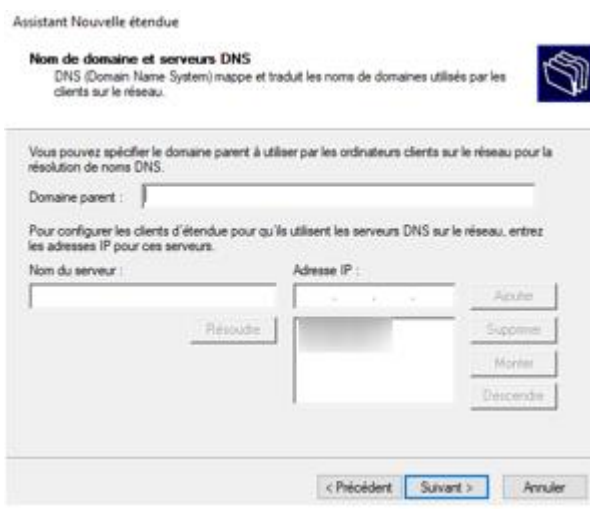 Assistant Nouvelle étendue
Nom de domaine et serveurs DNS
DNS (Domain Name System) mappe et traduit les noms de domaines utilisés par les
clients sur le réseau.
Vous pouvez spécifier le domaine parent à utiliser par les ordinateurs clients sur le réseau pour la
résolution de noms DNS.
Domaine parent :
Pour configurer les clients d'étendue pour qu'ils utilisent les serveurs DNS sur le réseau, entrez
les adresses IP pour ces serveurs.
Nom du serveur :
Adresse IP :
Ajouter
Résoudre
Supprimer
Monter
Descendre
< Précédent
Suivant >
Annuler